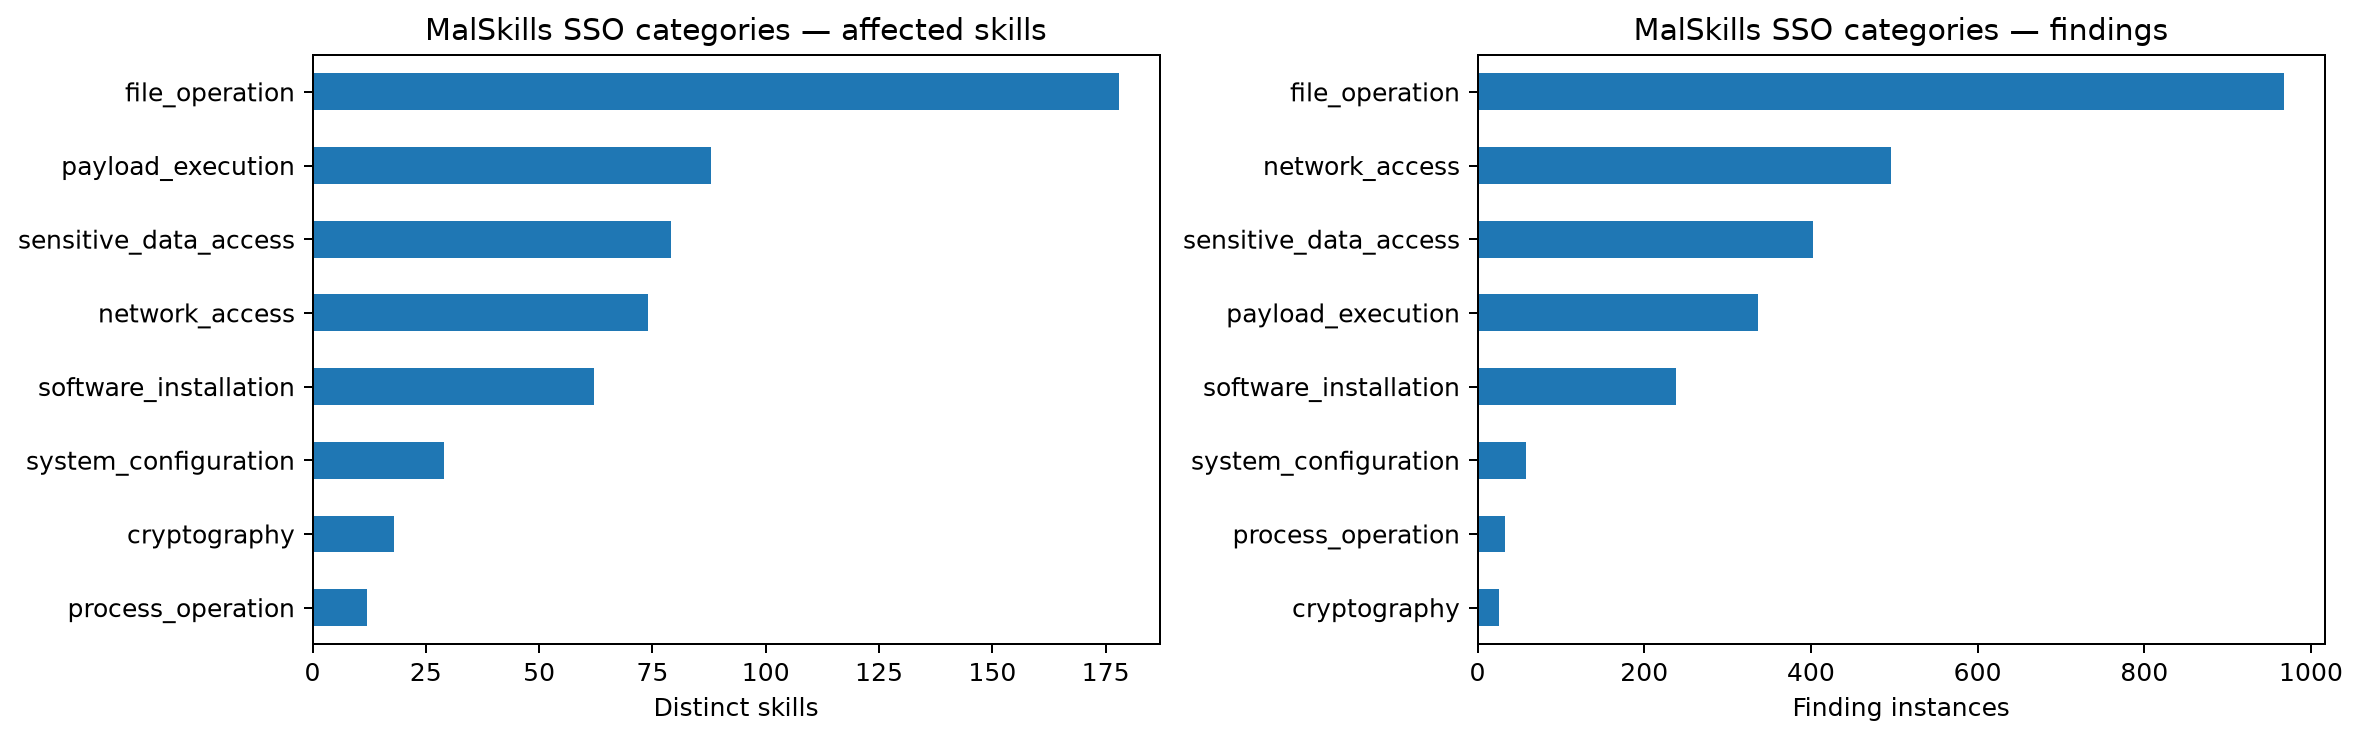 MalSkills SSO categories — affected skills
file_operation
payload_execution
sensitive_data_access
network_access
software_installation
system_configuration
cryptography
process_operation
0 25 50 75 100 125 150 175
Distinct skills
MalSkills SSO categories — findings
file_operation
network_access
sensitive_data_access
payload_execution
software_installation
system_configuration
process_operation
cryptography
0 200 400 600 800 1000
Finding instances